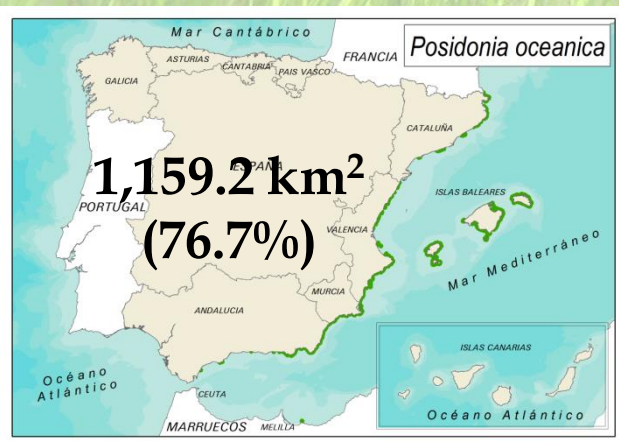 Mar Cantábrico
FRANCIA
Posidonia oceanica
ASTURIAS
CANTABRIA
PAIS VASCO
GALICIA
CATALUÑA
ESPAÑA
1,159.2 km²
(76.7%)
PORTUGAL
ISLAS BALEARES
VALENCIA
Mar Mediterráneo
MURCIA
ANDALUCIA
ISLAS CANARIAS
Océano
Atlántico
CEUTA
Océano Atlántico
MARRUECOS
MELILLA